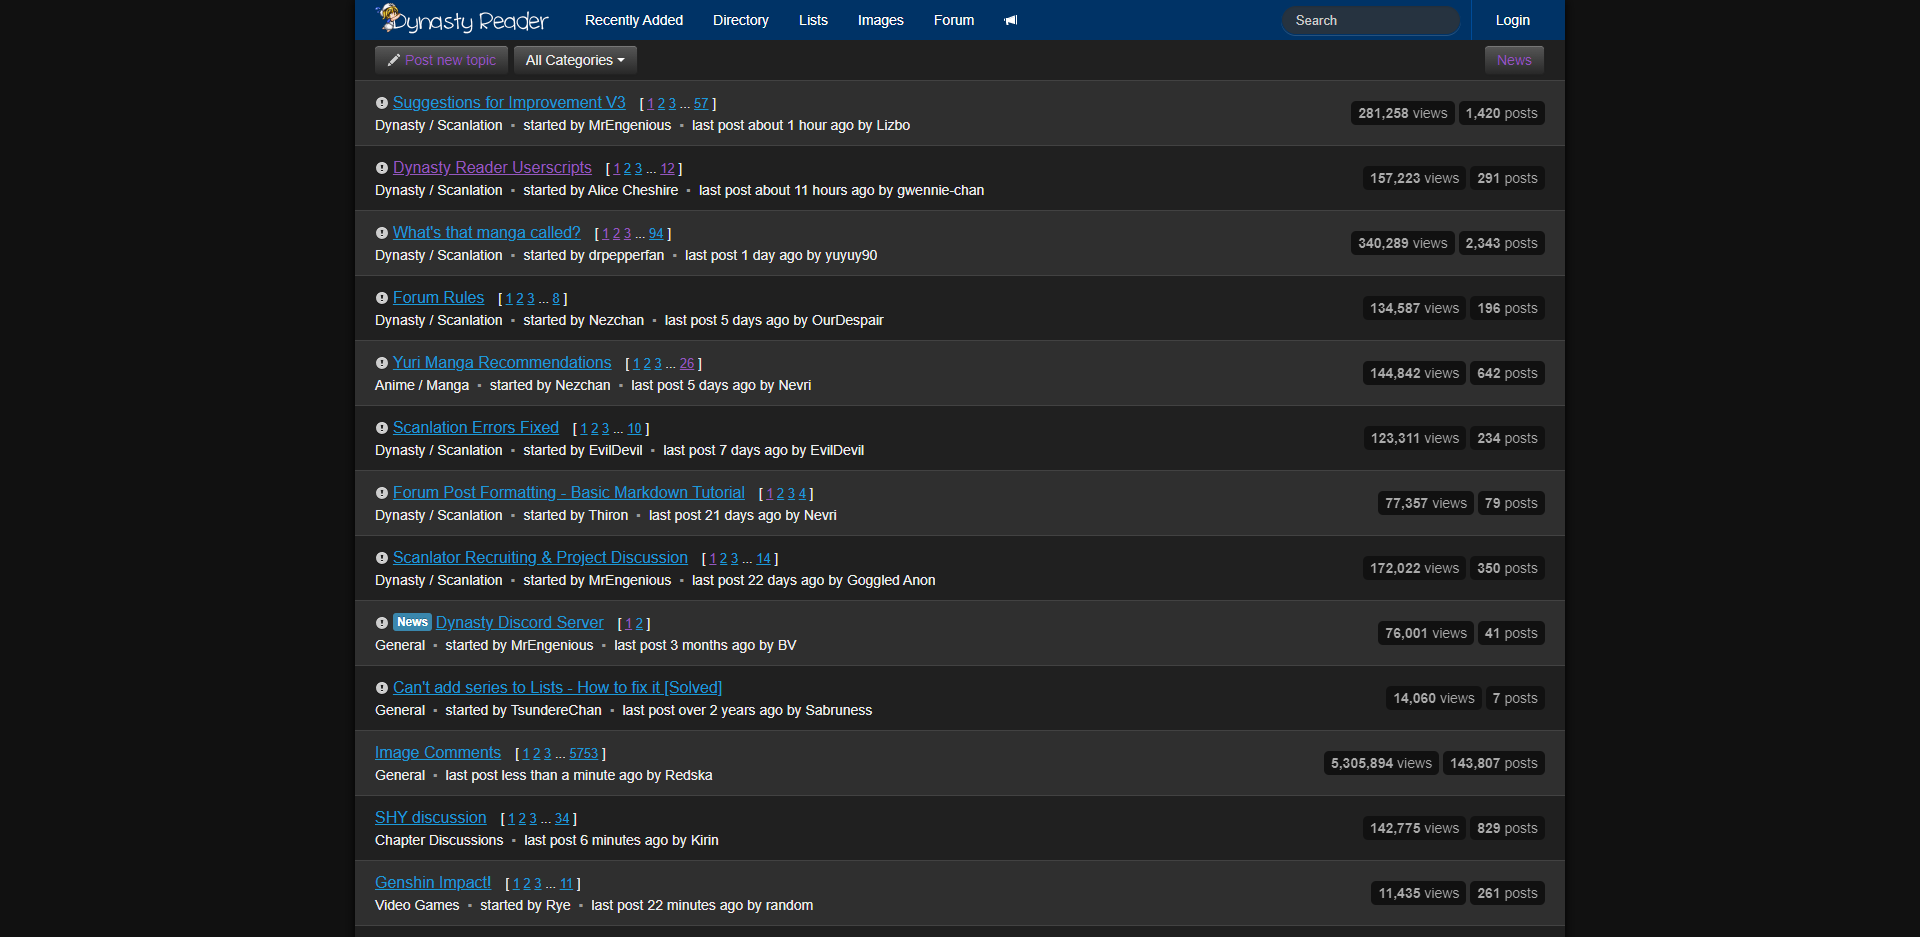 Dynasty Reader Recently Added Directory Lists Images Forum Search Login
Post new topic All Categories News
Suggestions for Improvement V3 [ 1 2 3 ... 57 ]
Dynasty / Scanlation • started by MrEngenious • last post about 1 hour ago by Lizbo
281,258 views 1,420 posts
Dynasty Reader Userscripts [ 1 2 3 ... 12 ]
Dynasty / Scanlation • started by Alice Cheshire • last post about 11 hours ago by gwennie-chan
157,223 views 291 posts
What's that manga called? [ 1 2 3 ... 94 ]
Dynasty / Scanlation • started by drpepperfan • last post 1 day ago by yuyuy90
340,289 views 2,343 posts
Forum Rules [ 1 2 3 ... 8 ]
Dynasty / Scanlation • started by Nezchan • last post 5 days ago by OurDespair
134,587 views 196 posts
Yuri Manga Recommendations [ 1 2 3 ... 26 ]
Anime / Manga • started by Nezchan • last post 5 days ago by Nevri
144,842 views 642 posts
Scanlation Errors Fixed [ 1 2 3 ... 10 ]
Dynasty / Scanlation • started by EvilDevil • last post 7 days ago by EvilDevil
123,311 views 234 posts
Forum Post Formatting - Basic Markdown Tutorial [ 1 2 3 4 ]
Dynasty / Scanlation • started by Thiron • last post 21 days ago by Nevri
77,357 views 79 posts
Scanlator Recruiting & Project Discussion [ 1 2 3 ... 14 ]
Dynasty / Scanlation • started by MrEngenious • last post 22 days ago by Goggled Anon
172,022 views 350 posts
News Dynasty Discord Server [ 1 2 ]
General • started by MrEngenious • last post 3 months ago by BV
76,001 views 41 posts
Can't add series to Lists - How to fix it [Solved]
General • started by TsundereChan • last post over 2 years ago by Sabruness
14,060 views 7 posts
Image Comments [ 1 2 3 ... 5753 ]
General • last post less than a minute ago by Redska
5,305,894 views 143,807 posts
SHY discussion [ 1 2 3 ... 34 ]
Chapter Discussions • last post 6 minutes ago by Kirin
142,775 views 829 posts
Genshin Impact! [ 1 2 3 ... 11 ]
Video Games • started by Rye • last post 22 minutes ago by random
11,435 views 261 posts